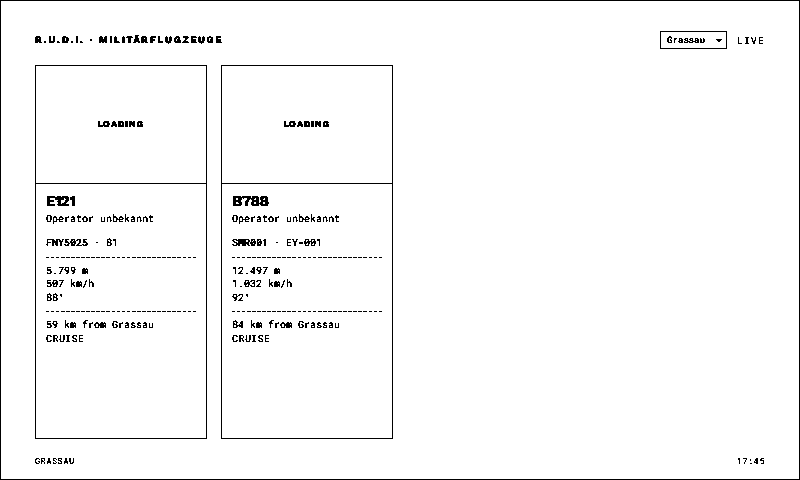 R.U.D.I. · MILITÄRFLUGZEUGE
Grassau
LIVE
LOADING
E121
Operator unbekannt
FNY5025 · 81
5.799 m
507 km/h
88°
59 km from Grassau
CRUISE
LOADING
B788
Operator unbekannt
SMR001 · EY-001
12.497 m
1.032 km/h
92°
84 km from Grassau
CRUISE
GRASSAU
17:45